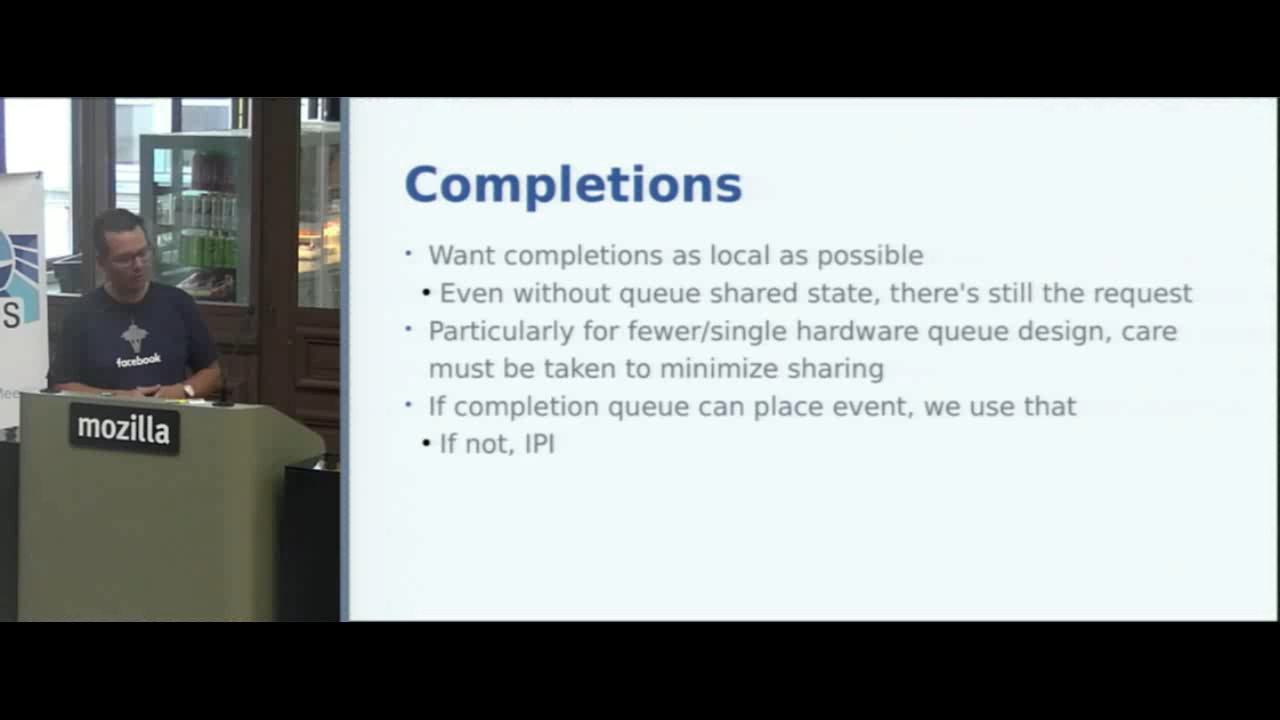 Completions
• Want completions as local as possible
• Even without queue shared state, there's still the request
• Particularly for fewer/single hardware queue design, care
must be taken to minimize sharing
• If completion queue can place event, we use that
• If not, IPI
facebook
mozilla
S